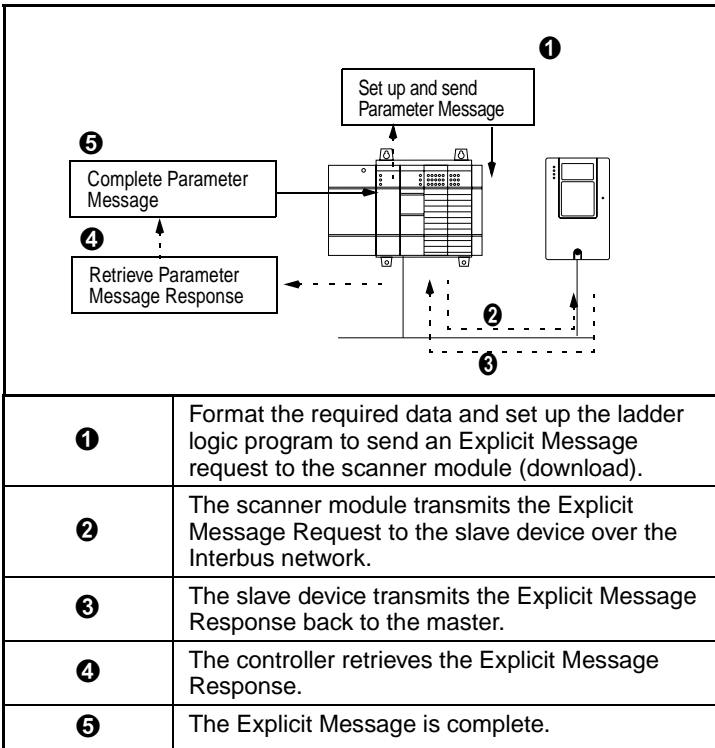 ❶
Set up and send
Parameter Message
❺
Complete Parameter
Message
❹
Retrieve Parameter
Message Response
❷
❸
❶ Format the required data and set up the ladder
logic program to send an Explicit Message
request to the scanner module (download).
❷ The scanner module transmits the Explicit
Message Request to the slave device over the
Interbus network.
❸ The slave device transmits the Explicit Message
Response back to the master.
❹ The controller retrieves the Explicit Message
Response.
❺ The Explicit Message is complete.